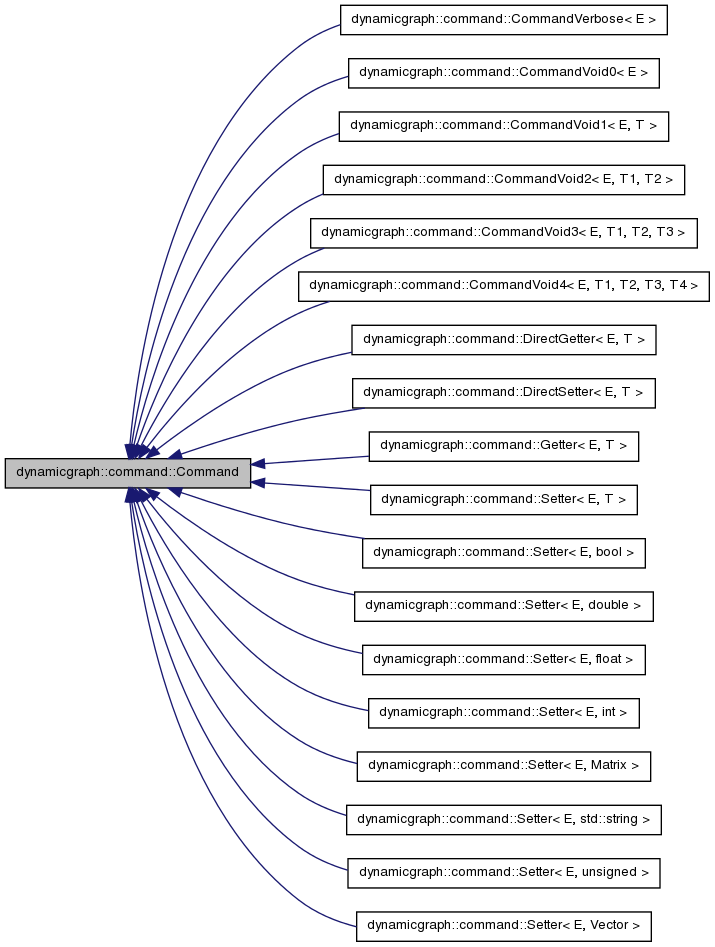 dynamicgraph::command::CommandVerbose< E >
dynamicgraph::command::CommandVoid0< E >
dynamicgraph::command::CommandVoid1< E, T >
dynamicgraph::command::CommandVoid2< E, T1, T2 >
dynamicgraph::command::CommandVoid3< E, T1, T2, T3 >
dynamicgraph::command::CommandVoid4< E, T1, T2, T3, T4 >
dynamicgraph::command::DirectGetter< E, T >
dynamicgraph::command::DirectSetter< E, T >
dynamicgraph::command::Getter< E, T >
dynamicgraph::command::Command
dynamicgraph::command::Setter< E, T >
dynamicgraph::command::Setter< E, bool >
dynamicgraph::command::Setter< E, double >
dynamicgraph::command::Setter< E, float >
dynamicgraph::command::Setter< E, int >
dynamicgraph::command::Setter< E, Matrix >
dynamicgraph::command::Setter< E, std::string >
dynamicgraph::command::Setter< E, unsigned >
dynamicgraph::command::Setter< E, Vector >